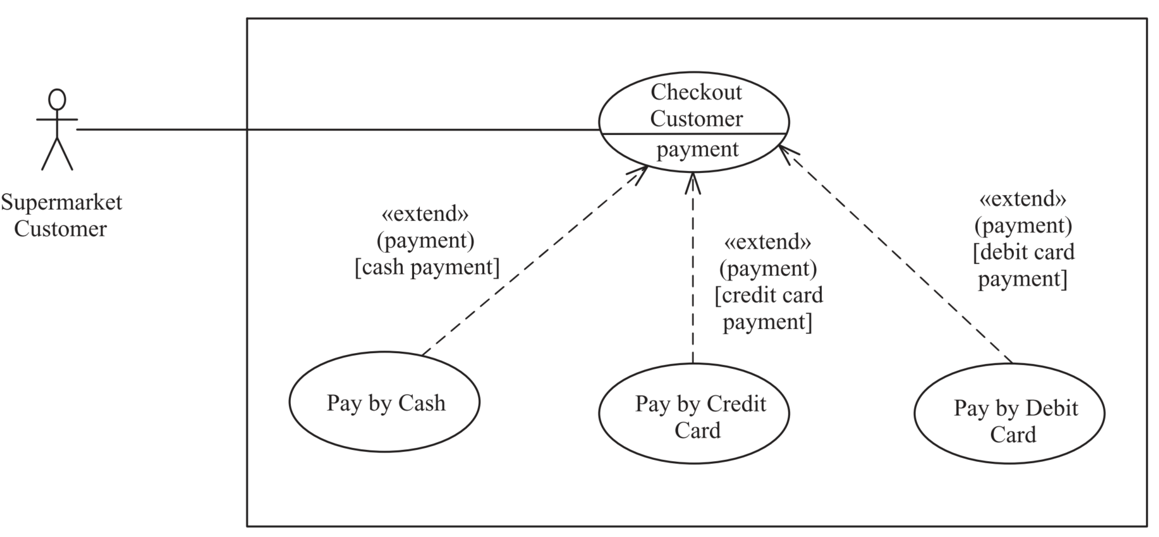 Supermarket
Customer
Checkout
Customer
payment
«extend»
(payment)
[cash payment]
«extend»
(payment)
[credit card
payment]
«extend»
(payment)
[debit card
payment]
Pay by Cash
Pay by Credit
Card
Pay by Debit
Card